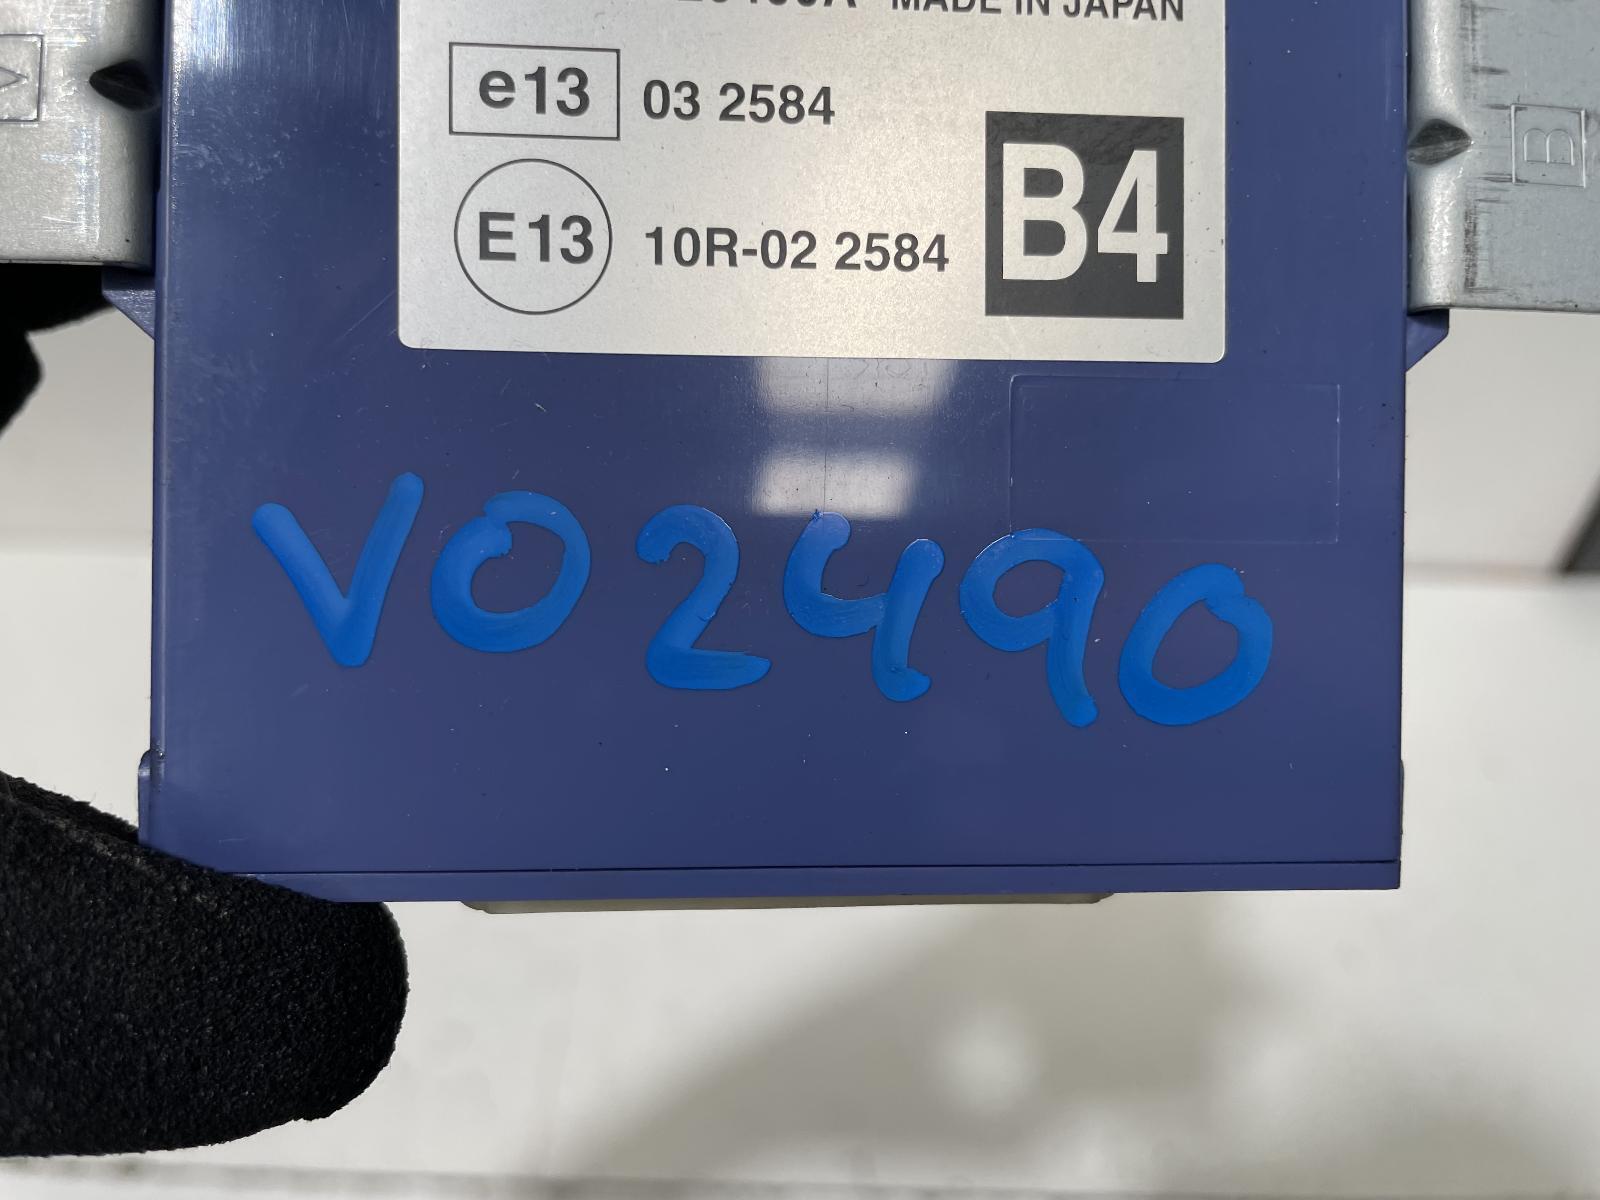 MADE IN JAPAN
e13 03 2584
E13 10R-02 2584
B4
B
V02490